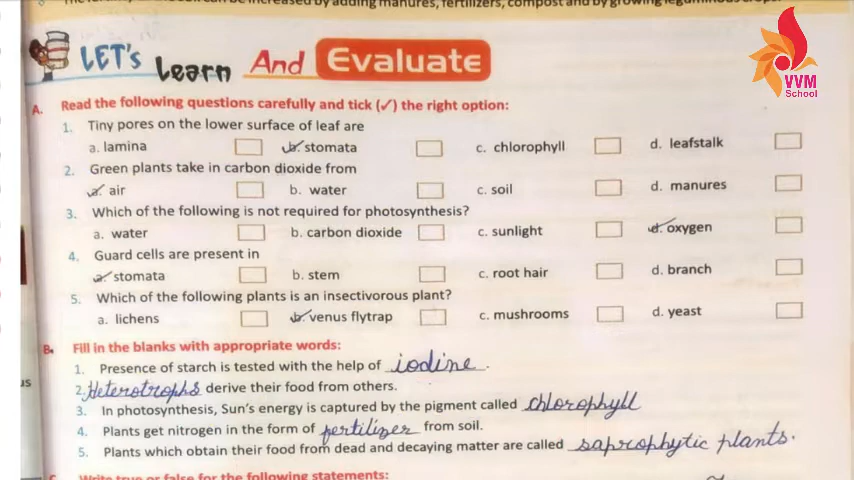 VVM
School
LET's Learn And Evaluate
A. Read the following questions carefully and tick (✓) the right option:
1. Tiny pores on the lower surface of leaf are
a. lamina b. stomata c. chlorophyll d. leafstalk
2. Green plants take in carbon dioxide from
a. air b. water c. soil d. manures
3. Which of the following is not required for photosynthesis?
a. water b. carbon dioxide c. sunlight d. oxygen
4. Guard cells are present in
a. stomata b. stem c. root hair d. branch
5. Which of the following plants is an insectivorous plant?
a. lichens b. venus flytrap c. mushrooms d. yeast
B. Fill in the blanks with appropriate words:
1. Presence of starch is tested with the help of iodine.
2. Heterotrophs derive their food from others.
3. In photosynthesis, Sun's energy is captured by the pigment called chlorophyll
4. Plants get nitrogen in the form of fertilizer from soil.
5. Plants which obtain their food from dead and decaying matter are called saprophytic plants.
us
Write true or false for the following statements: